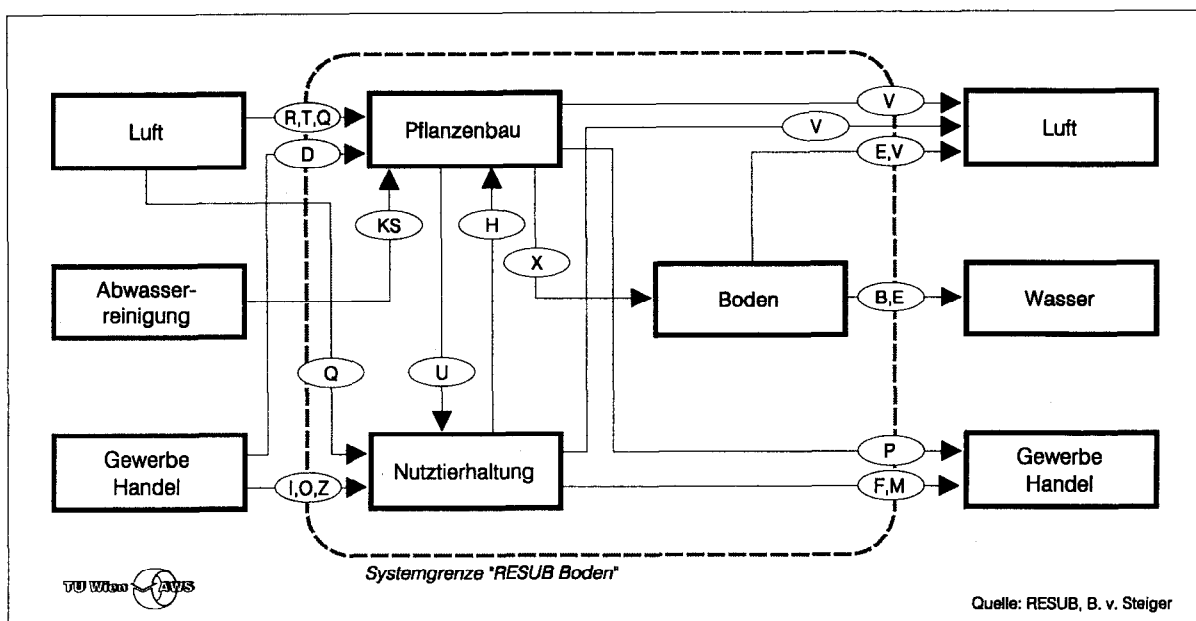 Luft
R,T,Q
Pflanzenbau
V
V
Luft
D
E,V
KS
H
X
Abwasser-
reinigung
Boden
B,E
Wasser
Q
U
Gewerbe
Handel
I,O,Z
Nutztierhaltung
P
F,M
Gewerbe
Handel
Systemgrenze "RESUB Boden"
TU Wien AWS
Quelle: RESUB, B. v. Steiger